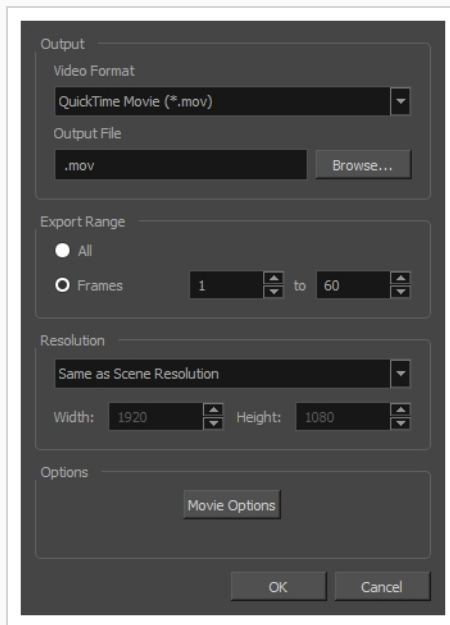 Output
Video Format
QuickTime Movie (*.mov)
Output File
.mov Browse...
Export Range
All
Frames 1 to 60
Resolution
Same as Scene Resolution
Width: 1920 Height: 1080
Options
Movie Options
OK Cancel